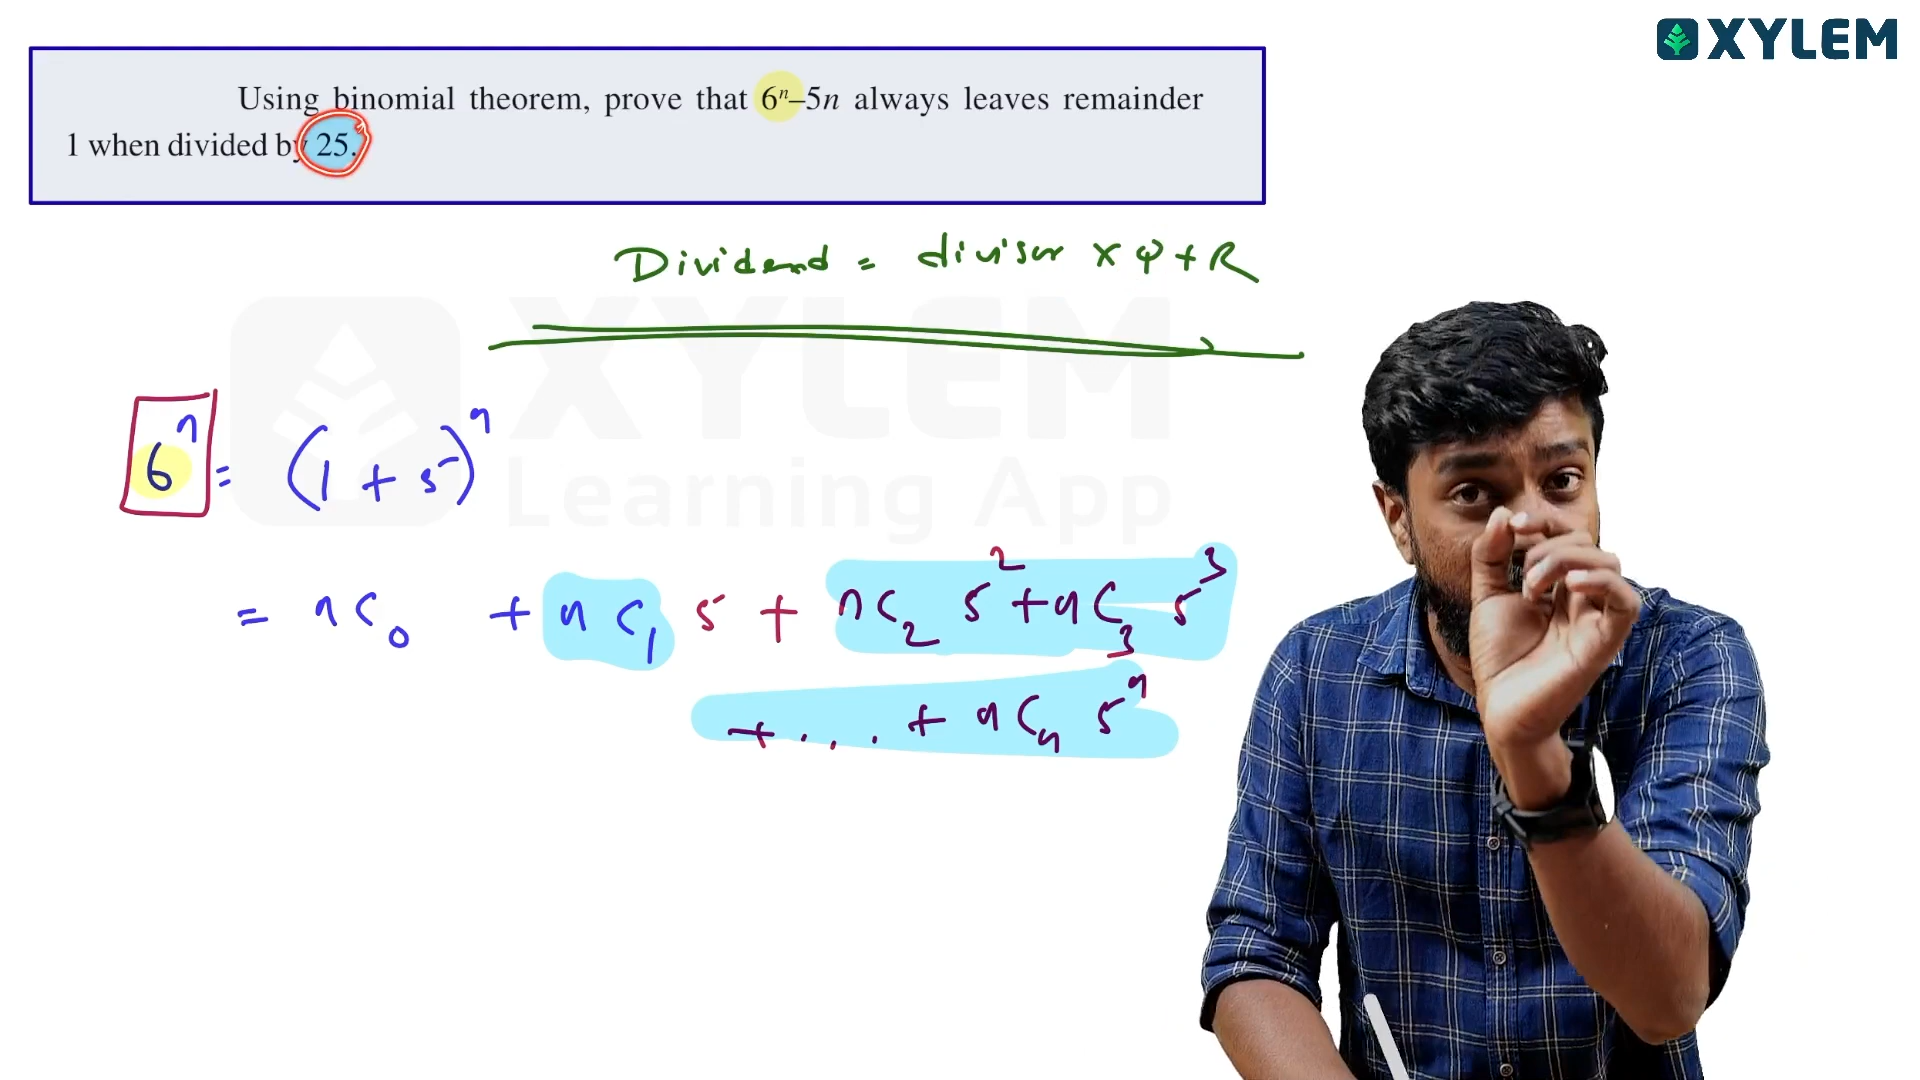 XYLEM
Using binomial theorem, prove that 6ⁿ–5n always leaves remainder
1 when divided by 25.
Dividend = divisor × Q + R
XYLEM
Learning App
6ⁿ = (1 + 5)ⁿ
= nC₀ + nC₁ 5 + nC₂ 5² + nC₃ 5³
+ . . . + nCₙ 5ⁿ